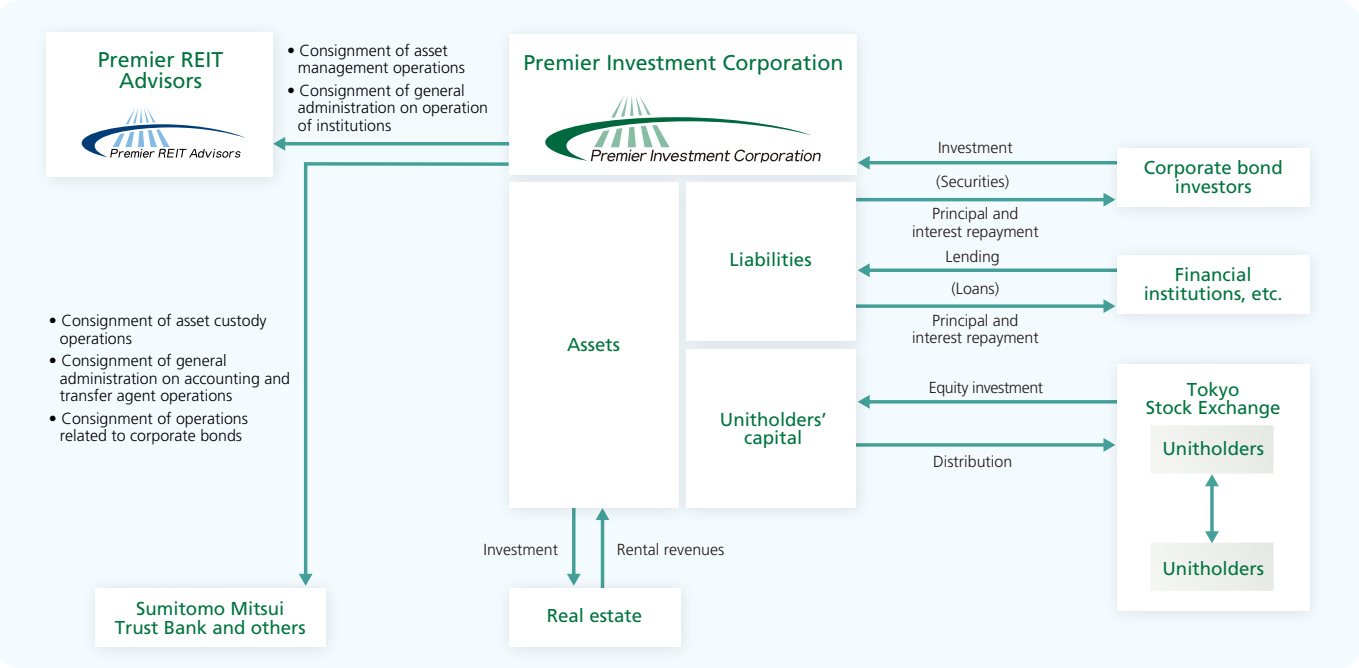 Premier REIT
Advisors
Premier REIT Advisors
• Consignment of asset
management operations
• Consignment of general
administration on operation
of institutions
Premier Investment Corporation
Premier Investment Corporation
Investment
(Securities)
Principal and
interest repayment
Corporate bond
investors
Lending
(Loans)
Principal and
interest repayment
Financial
institutions, etc.
Liabilities
Assets
• Consignment of asset custody
operations
• Consignment of general
administration on accounting and
transfer agent operations
• Consignment of operations
related to corporate bonds
Unitholders’
capital
Equity investment
Distribution
Tokyo
Stock Exchange
Unitholders
Unitholders
Investment
Rental revenues
Sumitomo Mitsui
Trust Bank and others
Real estate